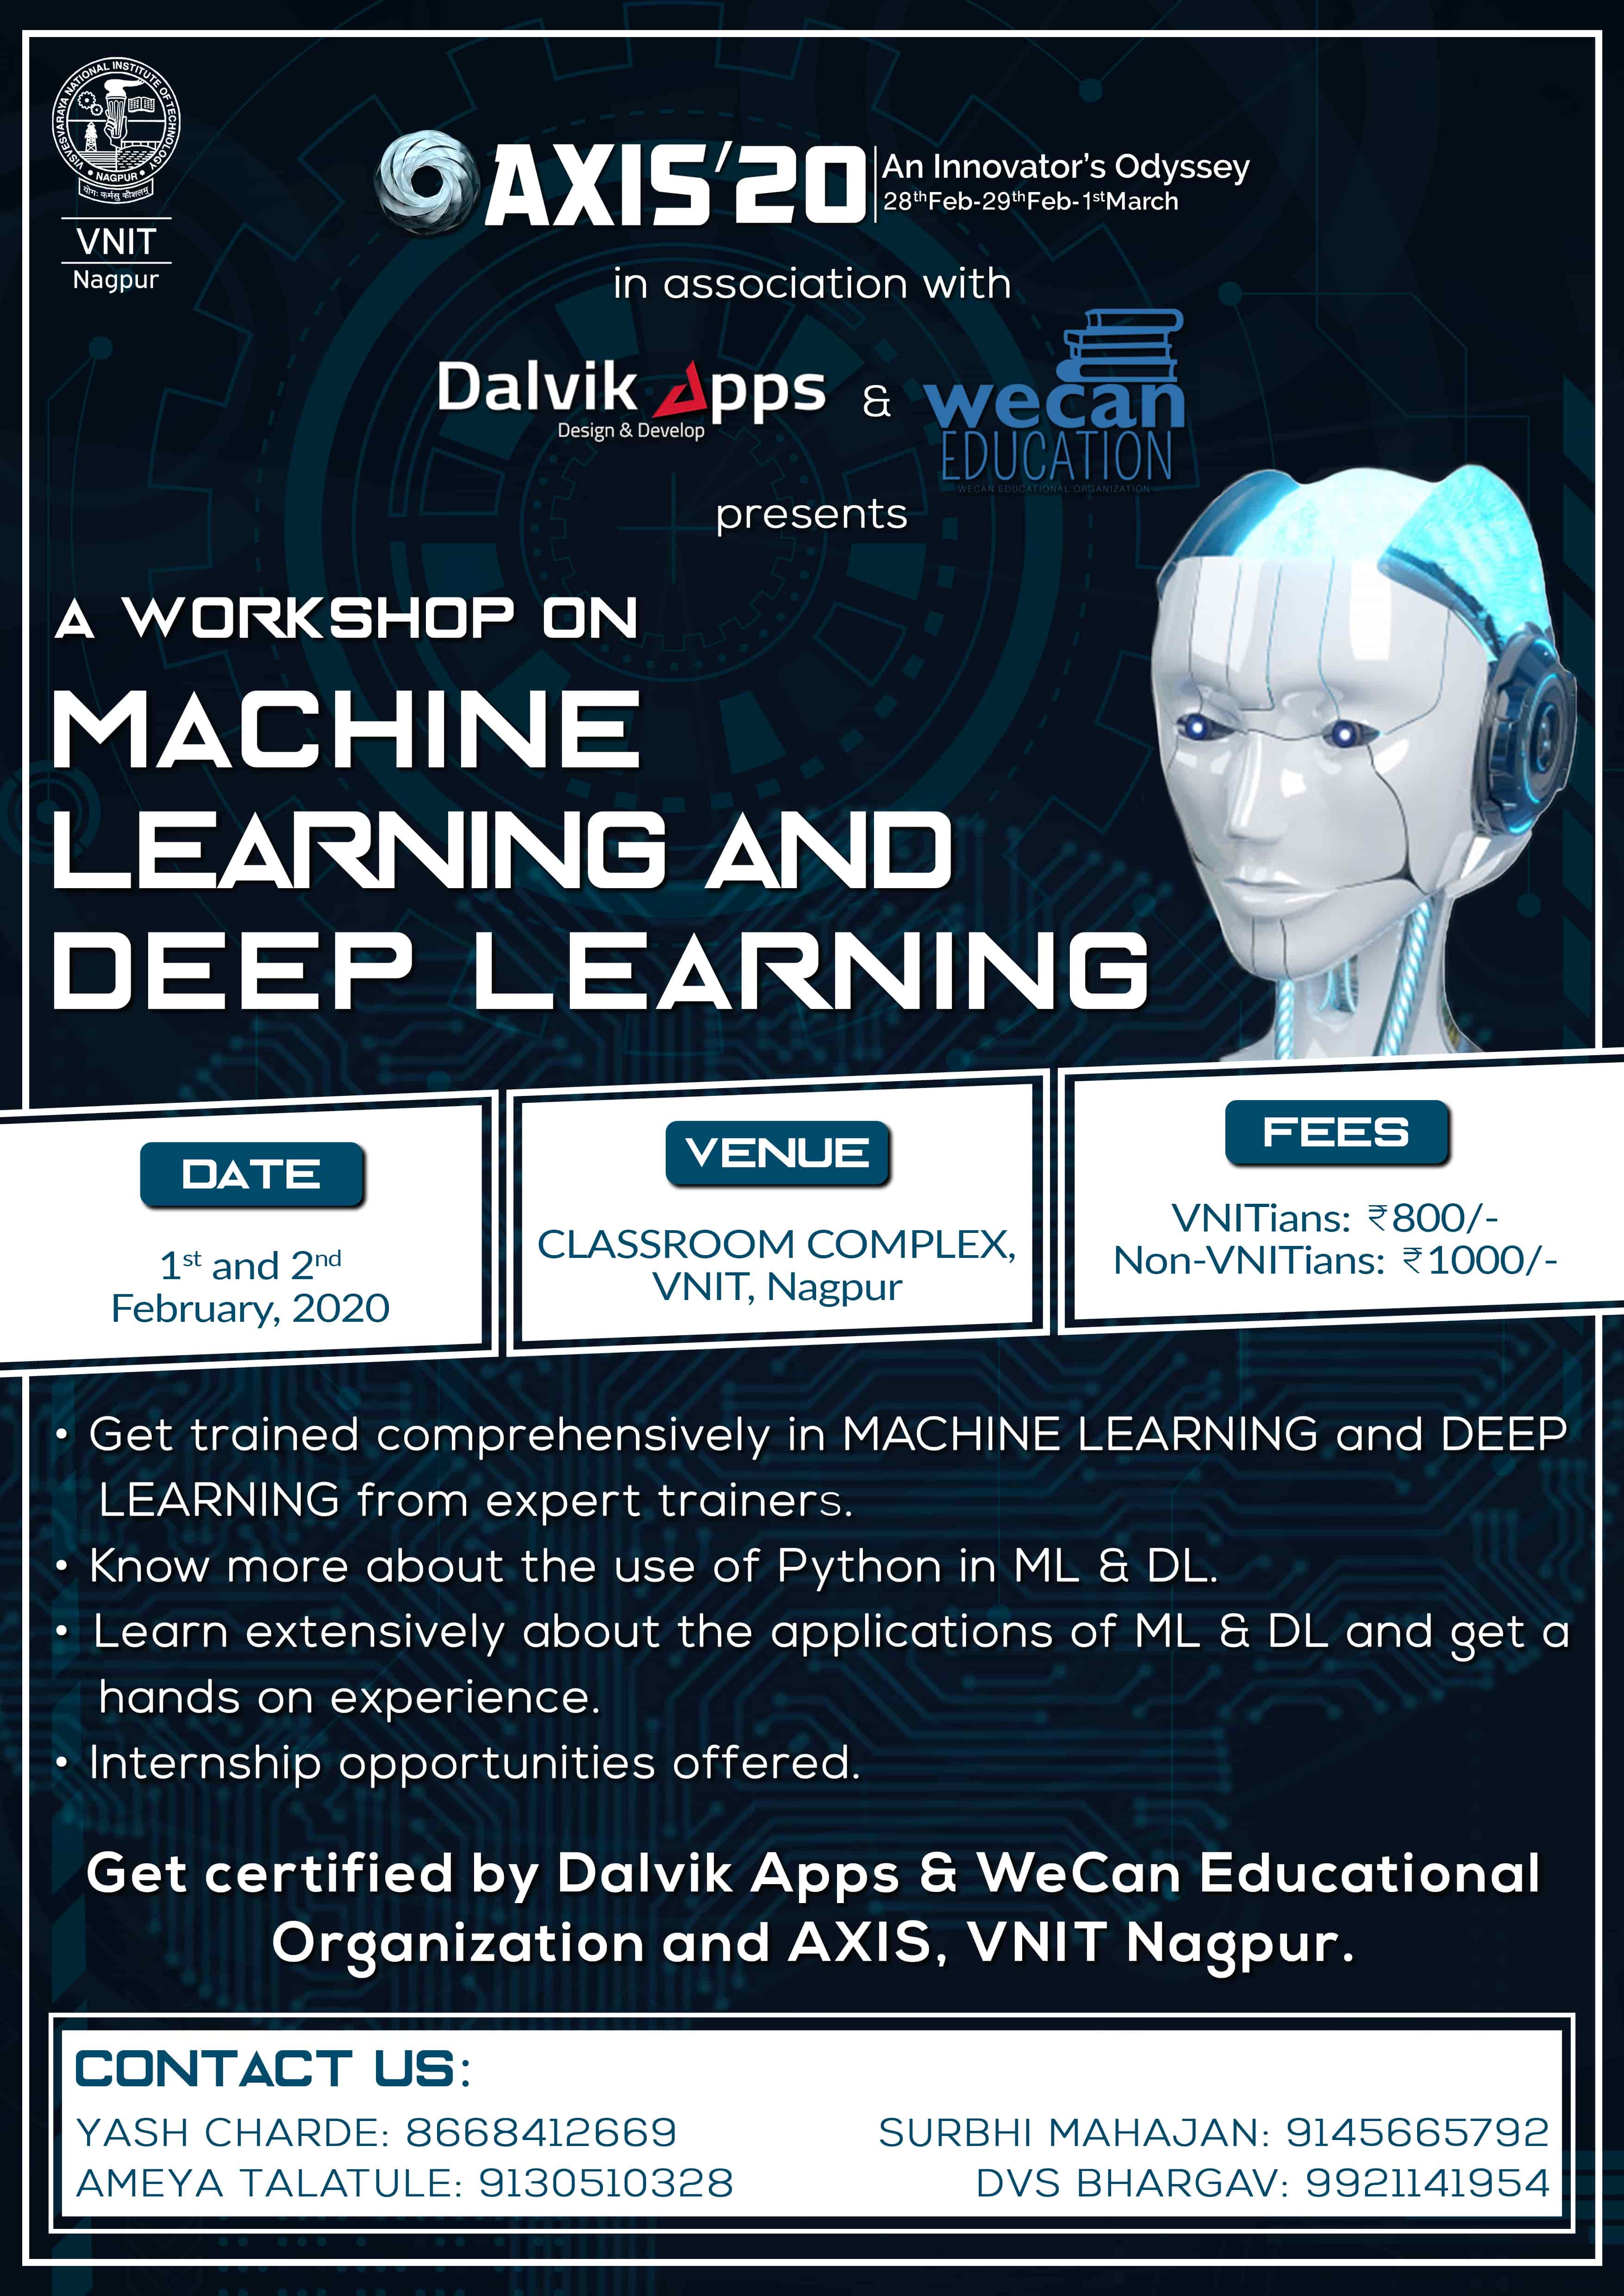 VISVESVARAYA NATIONAL INSTITUTE OF TECHNOLOGY
• NAGPUR •
योगः कर्मसु कौशलम्
VNIT
Nagpur
AXIS'20
An Innovator's Odyssey
28thFeb-29thFeb-1stMarch
in association with
Dalvik Apps
Design & Develop
&
wecan
EDUCATION
WECAN EDUCATIONAL ORGANIZATION
presents
A WORKSHOP ON
MACHINE
LEARNING AND
DEEP LEARNING
DATE
1st and 2nd
February, 2020
VENUE
CLASSROOM COMPLEX,
VNIT, Nagpur
FEES
VNITians: ₹800/-
Non-VNITians: ₹1000/-
• Get trained comprehensively in MACHINE LEARNING and DEEP
LEARNING from expert trainers.
• Know more about the use of Python in ML & DL.
• Learn extensively about the applications of ML & DL and get a
hands on experience.
• Internship opportunities offered.
Get certified by Dalvik Apps & WeCan Educational
Organization and AXIS, VNIT Nagpur.
CONTACT US:
YASH CHARDE: 8668412669
AMEYA TALATULE: 9130510328
SURBHI MAHAJAN: 9145665792
DVS BHARGAV: 9921141954